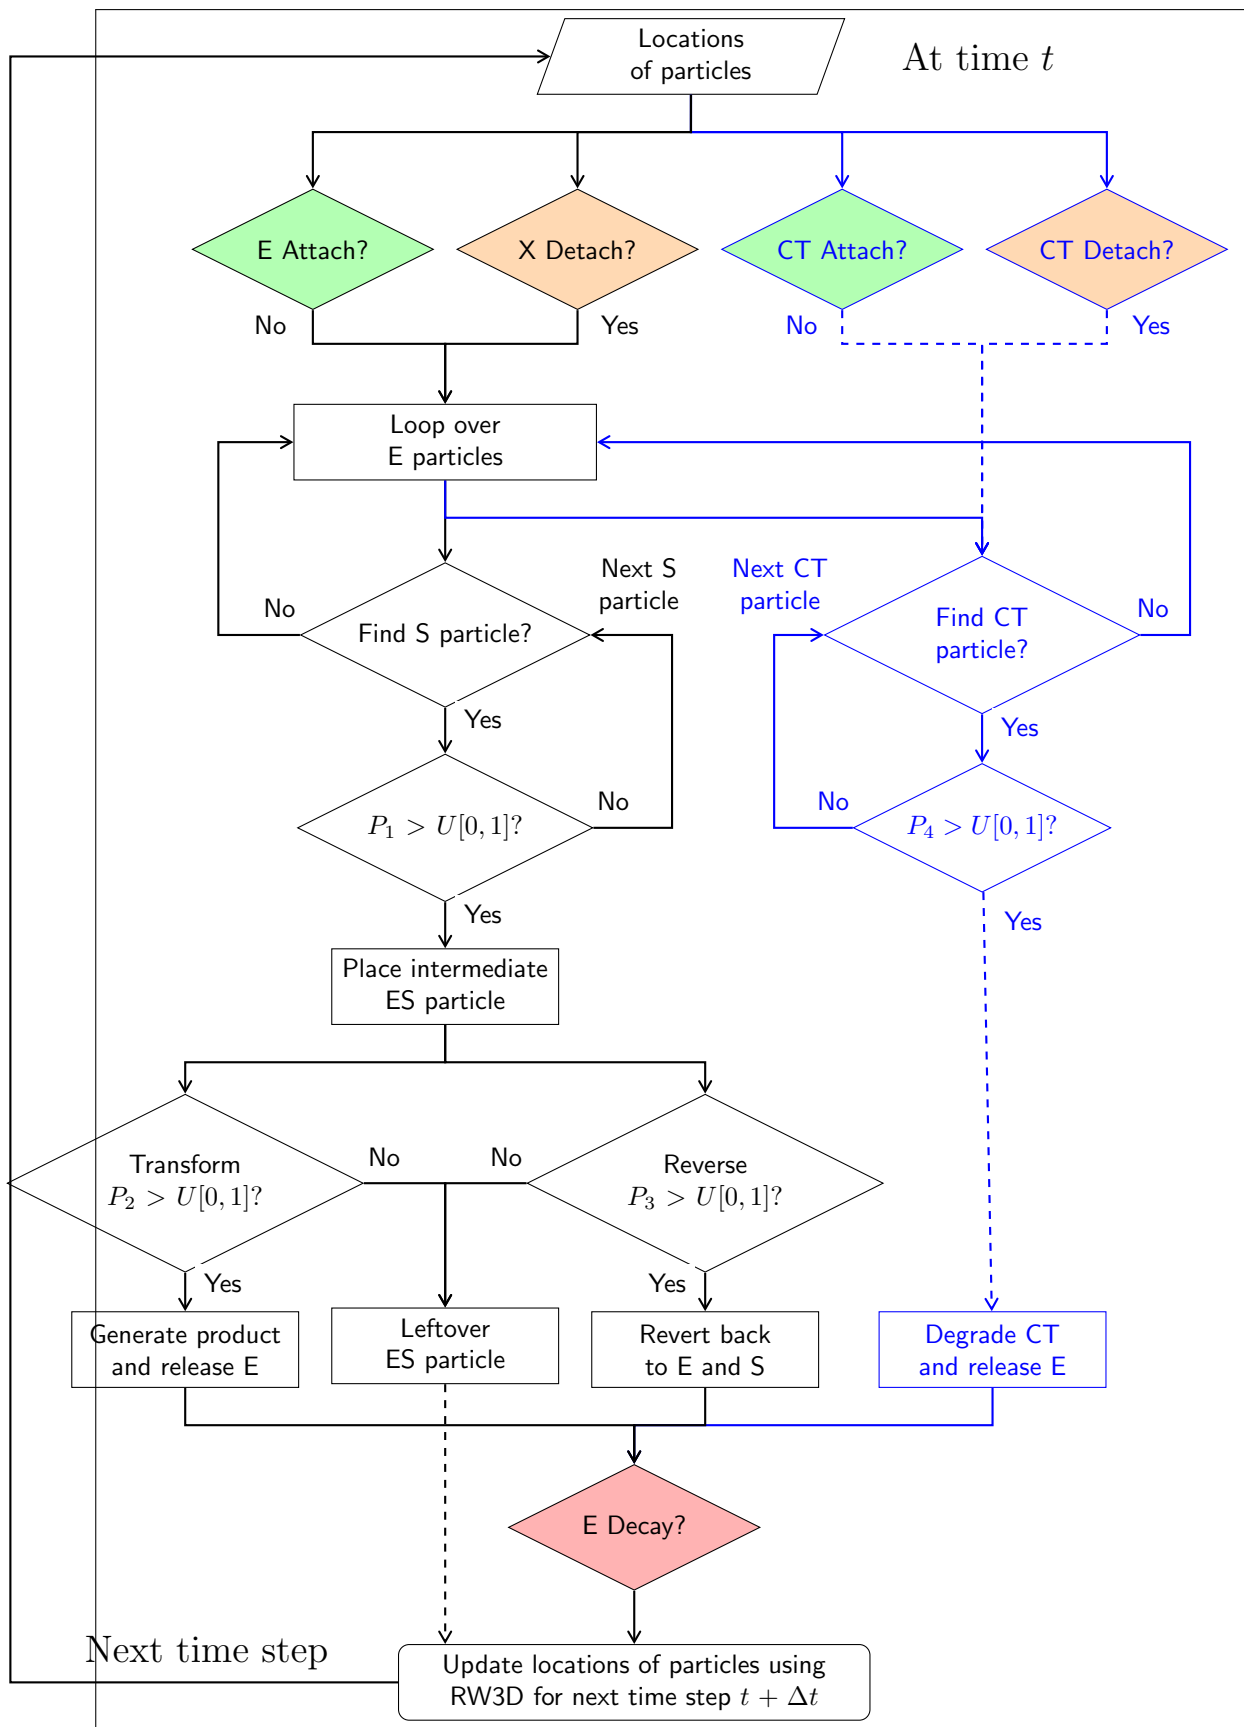 Locations
of particles
At time t
E Attach?
X Detach?
CT Attach?
CT Detach?
No
Yes
No
Yes
Loop over
E particles
Next S
particle
Next CT
particle
No
Find S particle?
Find CT
particle?
No
Yes
Yes
P₁ > U[0, 1]?
No
No
P₄ > U[0, 1]?
Yes
Yes
Place intermediate
ES particle
Transform
P₂ > U[0, 1]?
No
No
Reverse
P₃ > U[0, 1]?
Yes
Yes
Generate product
and release E
Leftover
ES particle
Revert back
to E and S
Degrade CT
and release E
E Decay?
Next time step
Update locations of particles using
RW3D for next time step t + Δt